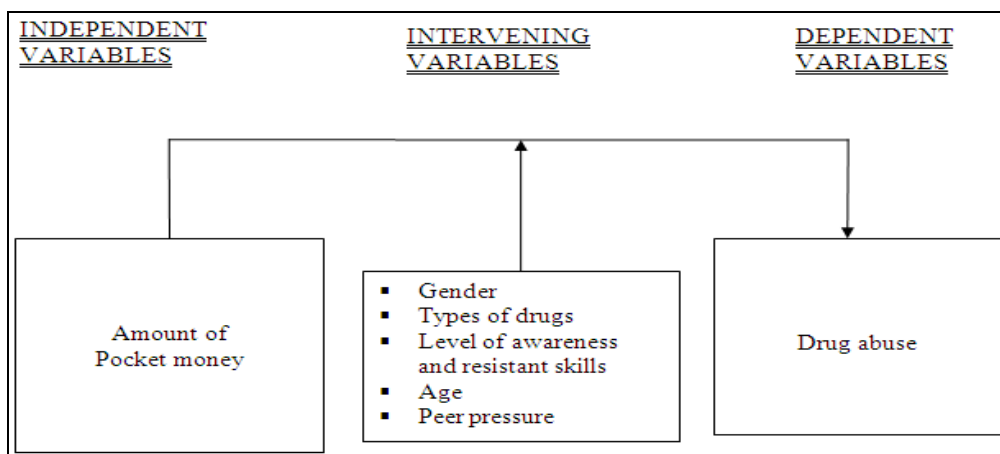 INDEPENDENT
VARIABLES
INTERVENING
VARIABLES
DEPENDENT
VARIABLES
Amount of
Pocket money
▪ Gender
▪ Types of drugs
▪ Level of awareness
and resistant skills
▪ Age
▪ Peer pressure
Drug abuse